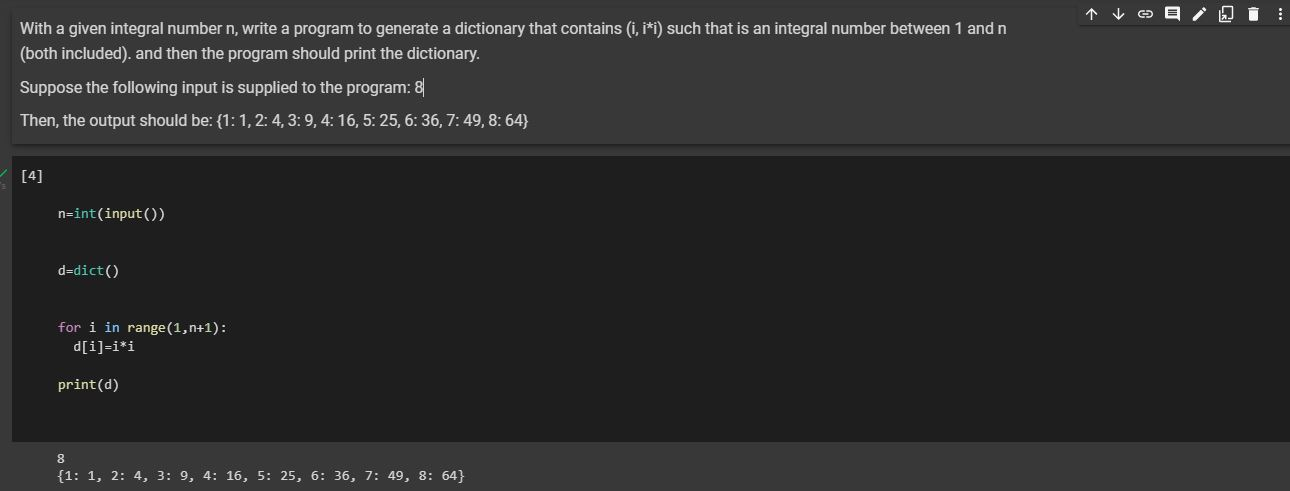 With a given integral number n, write a program to generate a dictionary that contains (i, i*i) such that is an integral number between 1 and n
(both included). and then the program should print the dictionary.
Suppose the following input is supplied to the program: 8
Then, the output should be: {1: 1, 2: 4, 3: 9, 4: 16, 5: 25, 6: 36, 7: 49, 8: 64}
[4]
n=int(input())
d=dict()
for i in range(1,n+1):
  d[i]=i*i
print(d)
8
{1: 1, 2: 4, 3: 9, 4: 16, 5: 25, 6: 36, 7: 49, 8: 64}